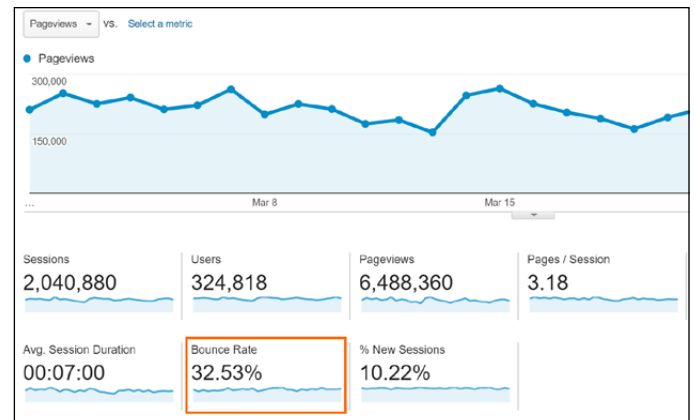 Pageviews vs. Select a metric
Pageviews
300,000
150,000
... Mar 8 Mar 15
Sessions Users Pageviews Pages / Session
2,040,880 324,818 6,488,360 3.18
Avg. Session Duration Bounce Rate % New Sessions
00:07:00 32.53% 10.22%